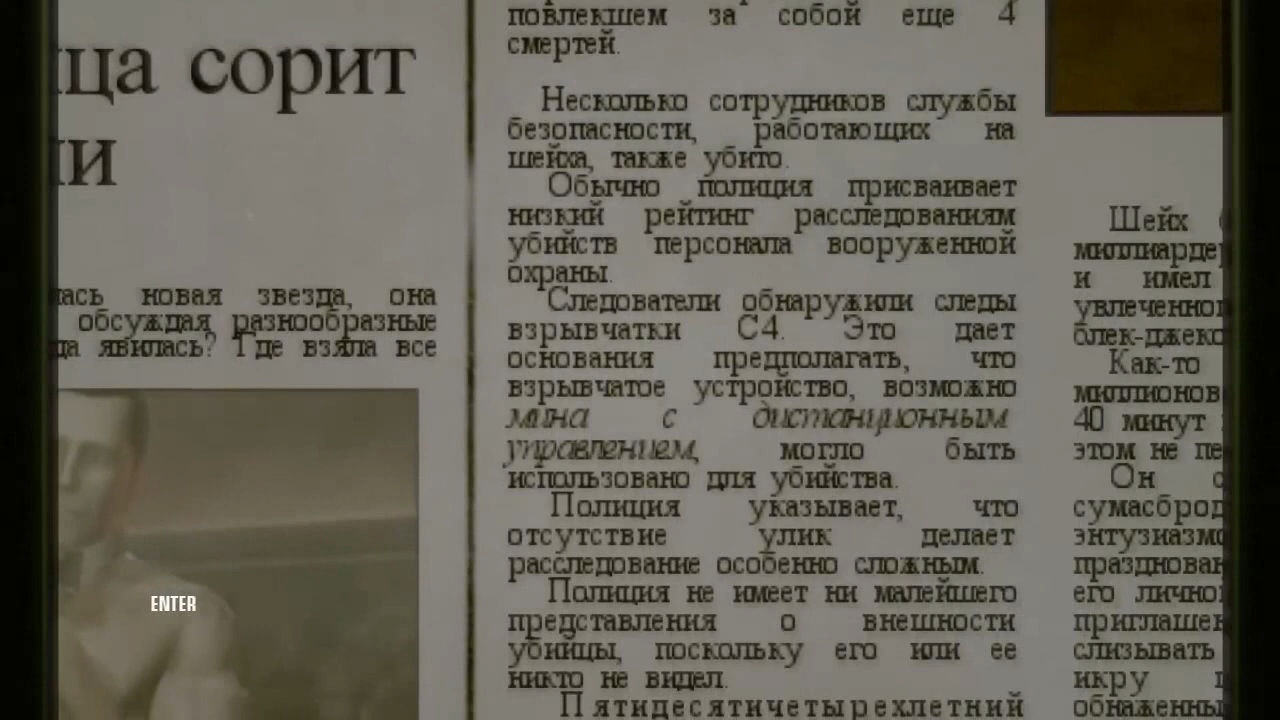 ица сорит
ни
лась новая звезда, она
обсуждая разнообразные
да явилась? Где взяла все
ENTER
повлекшем за собой еще 4
смертей.
Несколько сотрудников службы
безопасности, работающих на
шейха, также убито.
Обычно полиция присваивает
низкий рейтинг расследованиям
убийств персонала вооруженной
охраны.
Следователи обнаружили следы
взрывчатки С4. Это дает
основания предполагать, что
взрывчатое устройство, возможно
мина с дистанционным
управлением, могло быть
использовано для убийства.
Полиция указывает, что
отсутствие улик делает
расследование особенно сложным.
Полиция не имеет ни малейшего
представления о внешности
убийцы, поскольку его или ее
никто не видел.
Пятидесятичетырехлетний
Шейх
миллиардер
и имел
увлеченной
блек-джеко
Как-то
миллионов
40 минут
этом не пе
Он с
сумасброд
энтузиазмо
празднован
его лично
приглашен
слизывать
икру
обнаженны